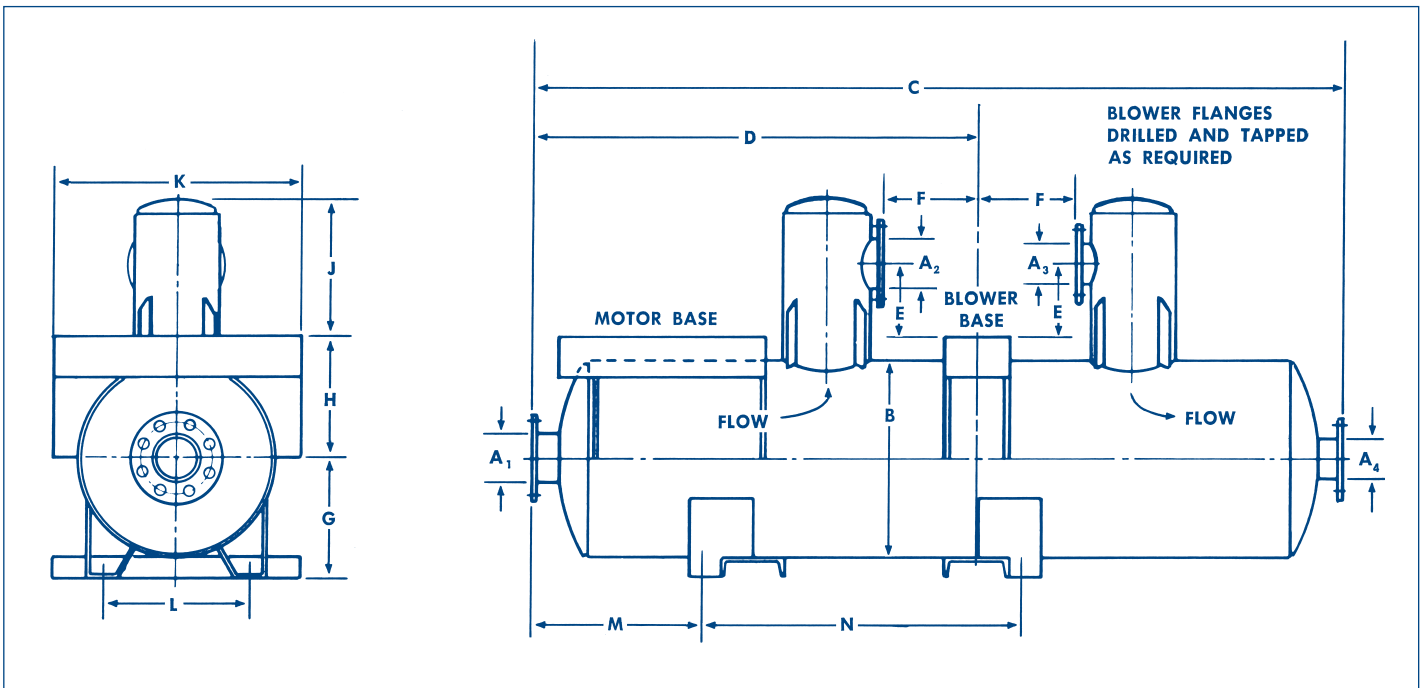 C
BLOWER FLANGES
DRILLED AND TAPPED
AS REQUIRED
D
K
F
F
J
A2
A3
E
BLOWER
BASE
E
MOTOR BASE
H
FLOW
B
FLOW
A1
A4
G
L
M
N